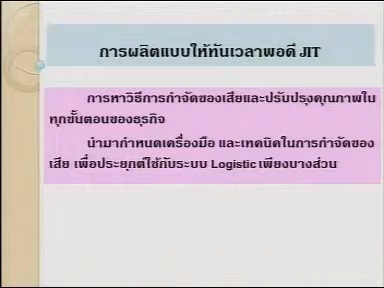 การผลิตแบบให้ทันเวลาพอดี JIT
การหาวิธีการกำจัดของเสียและปรับปรุงคุณภาพใน
ทุกขั้นตอนของธุรกิจ
นำมากำหนดเครื่องมือ และเทคนิคในการกำจัดของ
เสีย เพื่อประยุกต์ใช้กับระบบ Logistic เพียงบางส่วน